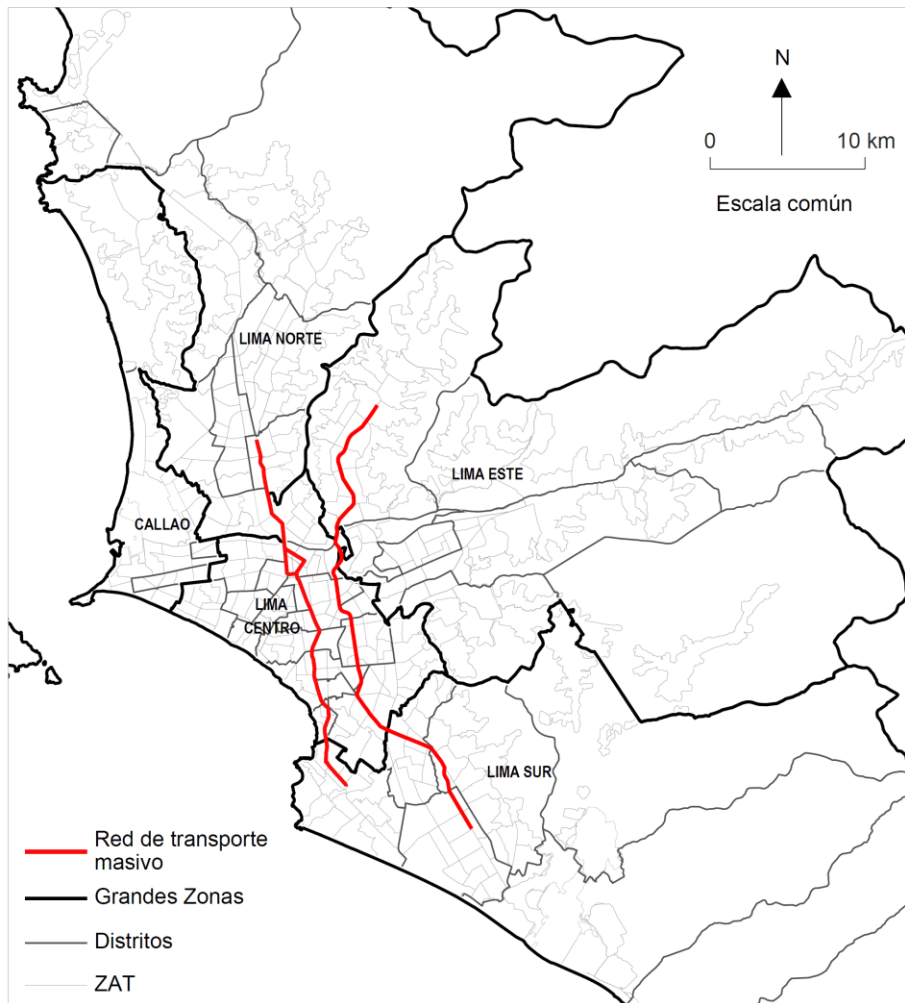 N
0 10 km
Escala común
LIMA NORTE
LIMA ESTE
CALLAO
LIMA
CENTRO
LIMA SUR
Red de transporte
masivo
Grandes Zonas
Distritos
ZAT